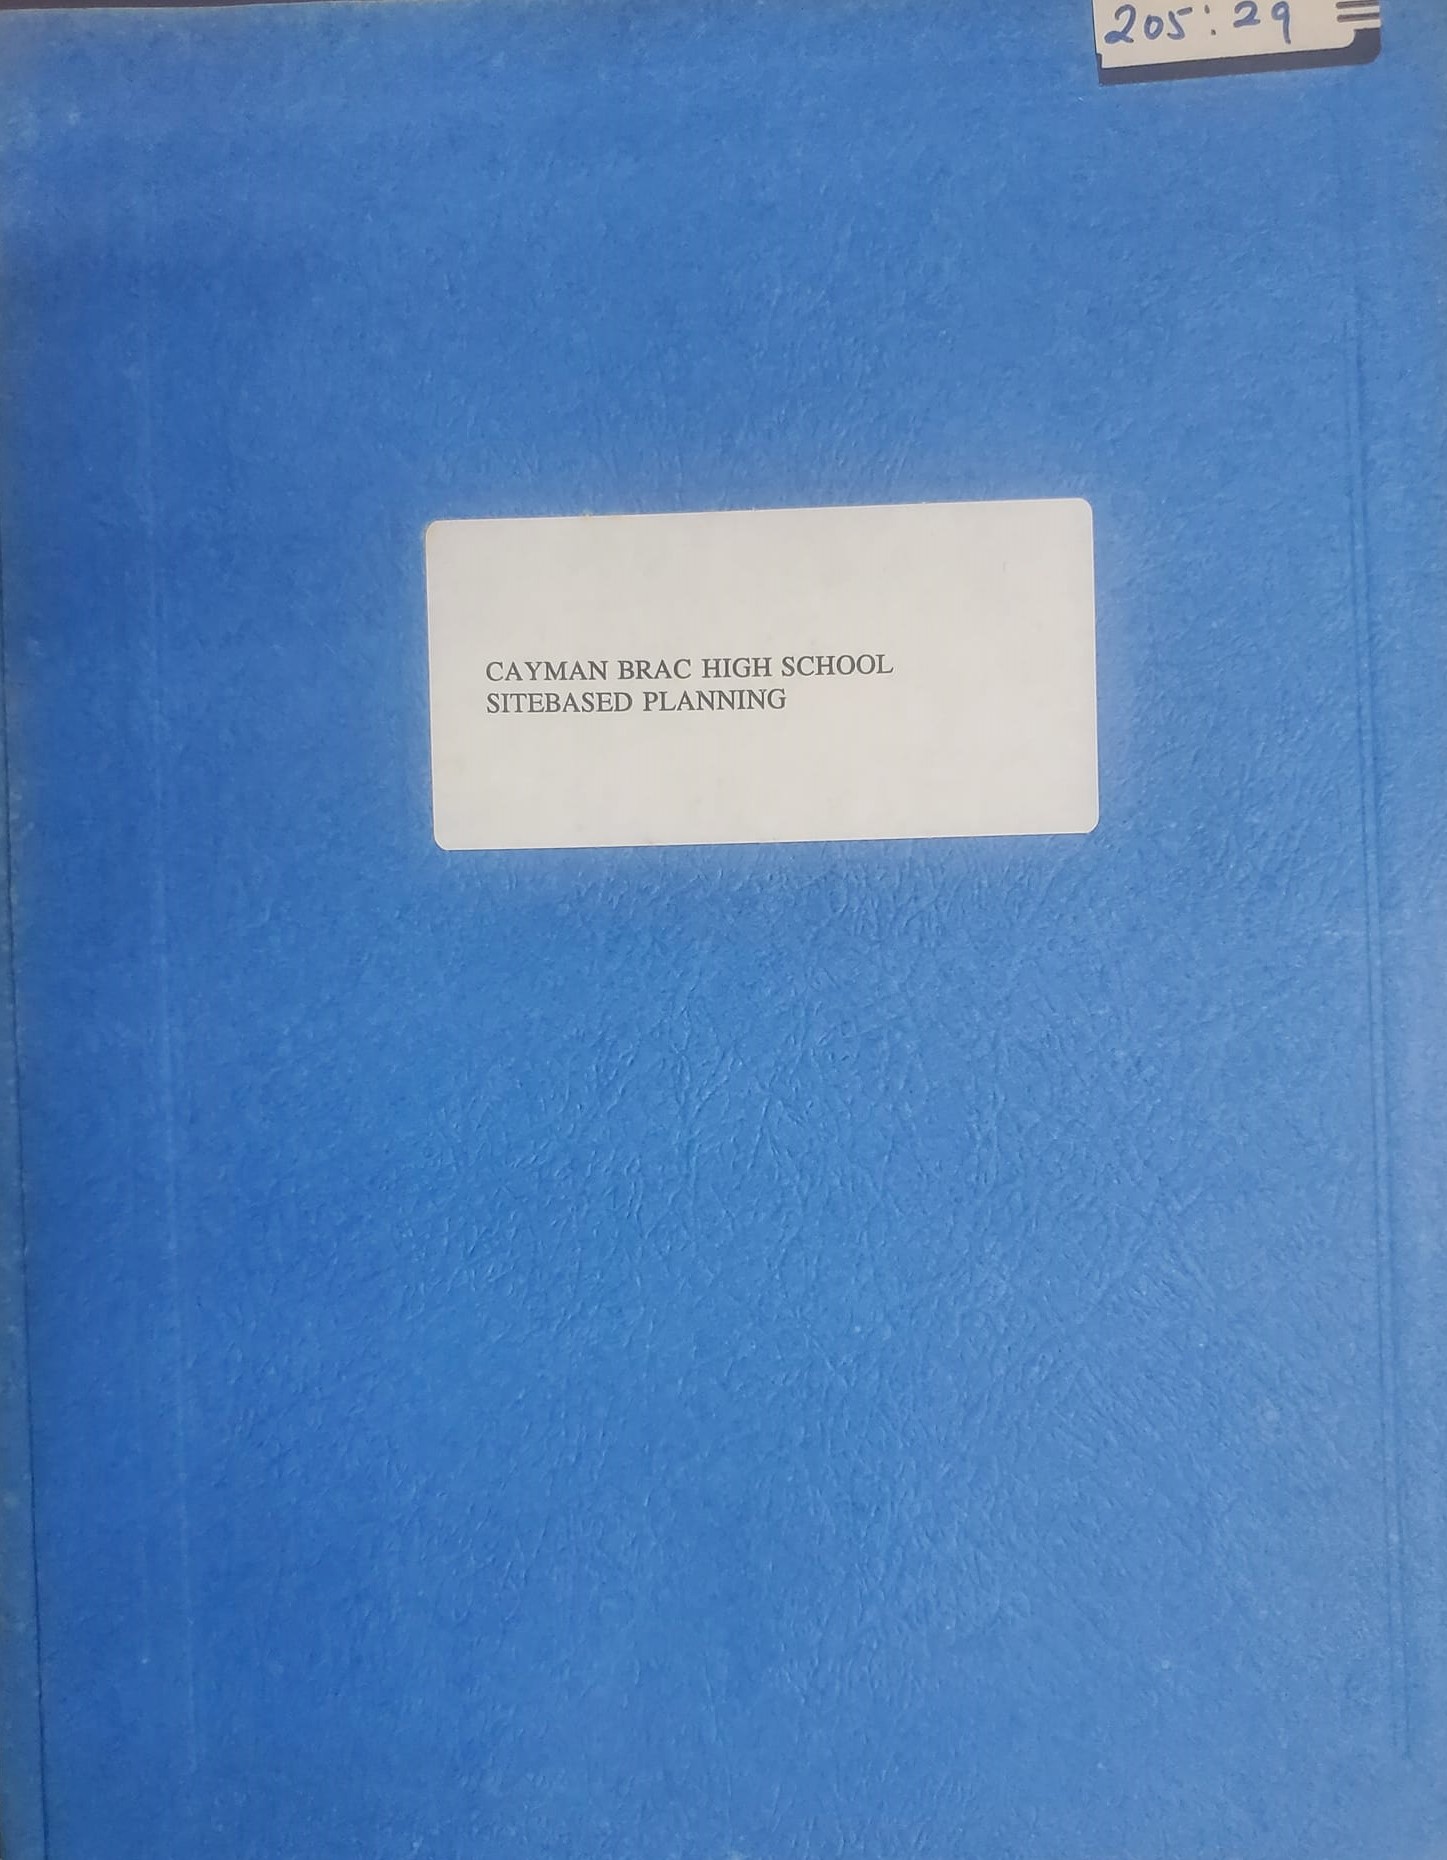 205:29
CAYMAN BRAC HIGH SCHOOL
SITEBASED PLANNING